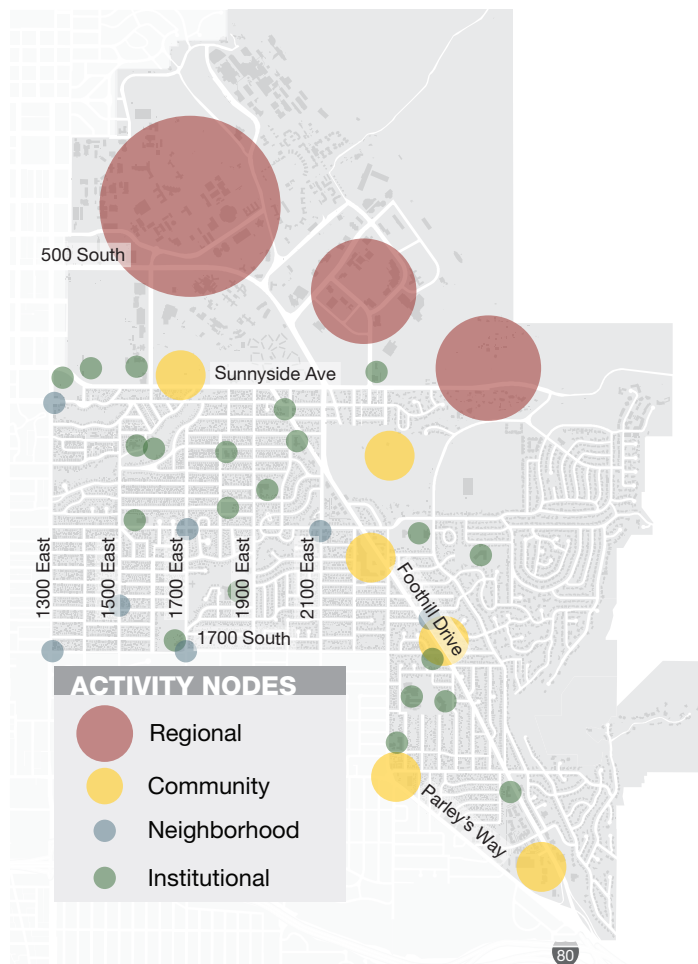 500 South
Sunnyside Ave
1300 East
1500 East
1700 East
1900 East
2100 East
Foothill Drive
1700 South
ACTIVITY NODES
Regional
Community
Neighborhood
Institutional
Parley's Way
80